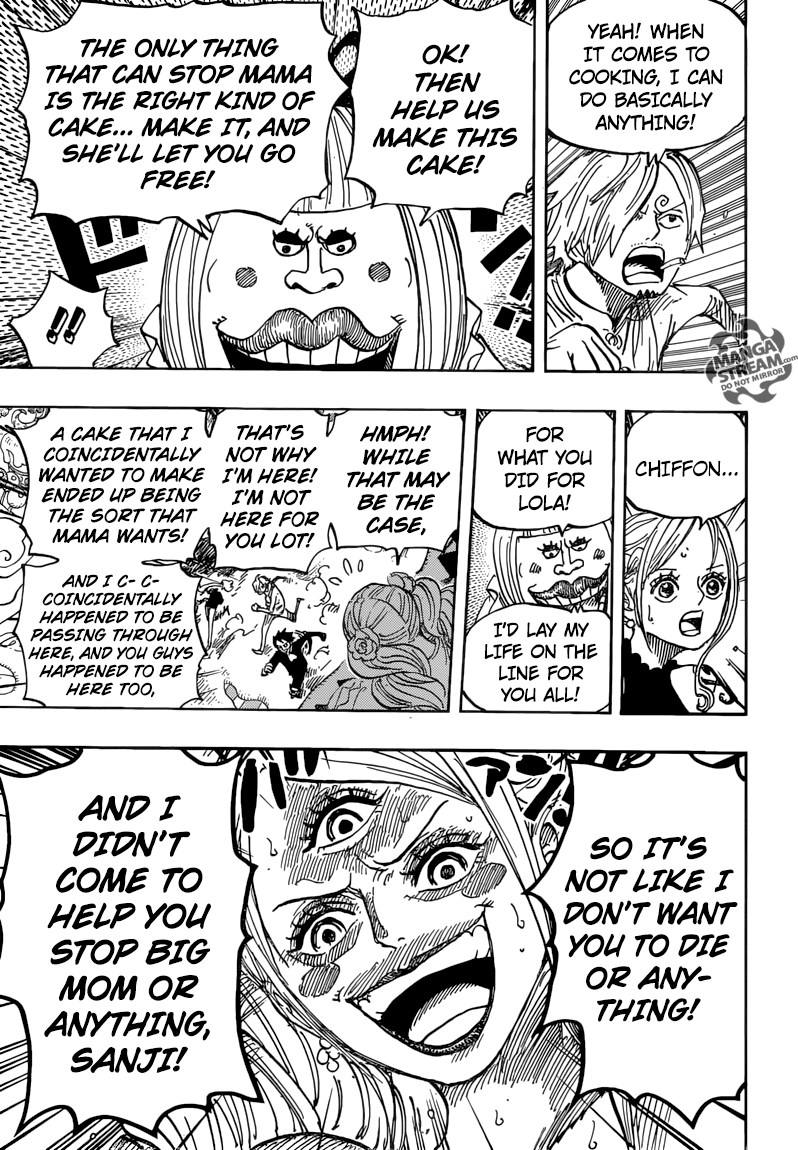 YEAH! WHEN
IT COMES TO
COOKING, I CAN
DO BASICALLY
ANYTHING!
OK!
THEN
HELP US
MAKE THIS
CAKE!
THE ONLY THING
THAT CAN STOP MAMA
IS THE RIGHT KIND OF
CAKE... MAKE IT, AND
SHE'LL LET YOU GO
FREE!
!!
ドン
MANGA
STREAM.com
DO NOT MIRROR
CHIFFON...
FOR
WHAT YOU
DID FOR
LOLA!
I'D LAY MY
LIFE ON THE
LINE FOR
YOU ALL!
HMPH!
WHILE
THAT MAY
BE THE
CASE,
THAT'S
NOT WHY
I'M HERE!
I'M NOT
HERE FOR
YOU LOT!
A CAKE THAT I
COINCIDENTALLY
WANTED TO MAKE
ENDED UP BEING
THE SORT THAT
MAMA WANTS!
AND I C- C-
COINCIDENTALLY
HAPPENED TO BE
PASSING THROUGH
HERE, AND YOU GUYS
HAPPENED TO BE
HERE TOO,
SO IT'S
NOT LIKE I
DON'T WANT
YOU TO DIE
OR ANY-
THING!
AND I
DIDN'T
COME TO
HELP YOU
STOP BIG
MOM OR
ANYTHING,
SANJI!